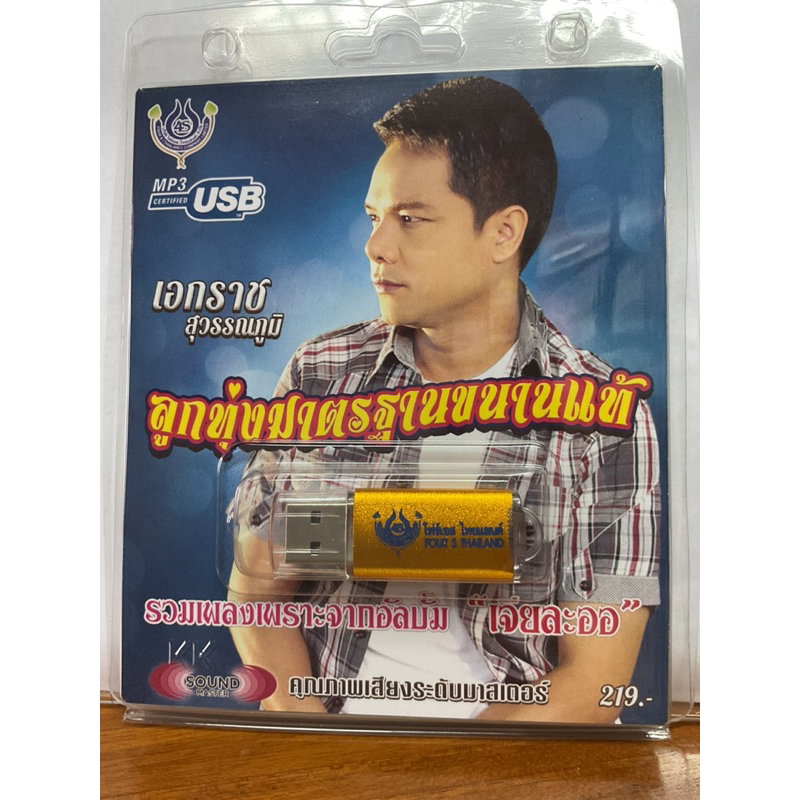 4S
MP3
CERTIFIED
USB
เอกราช
สุวรรณภูมิ
ลูกทุ่งมาตรฐานขนานแท้
4S
โฟร์เอส ไทยแลนด์
FOUR S THAILAND
รวมเพลงเพราะจากอัลบั้ม "โจ่ยละออ"
KK
SOUND
MASTER
คุณภาพเสียงระดับมาสเตอร์
219.-